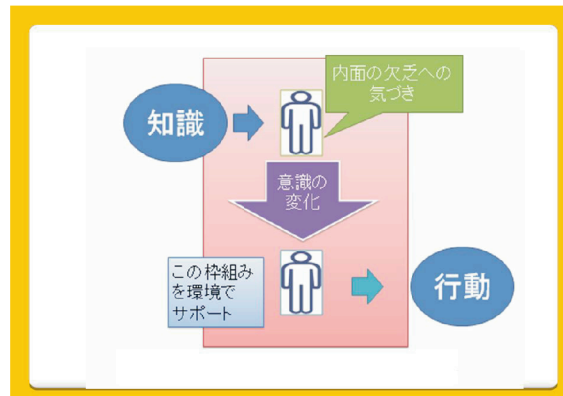 内面の欠乏への
気づき
知識
意識の
変化
この枠組み
を環境で
サポート
行動